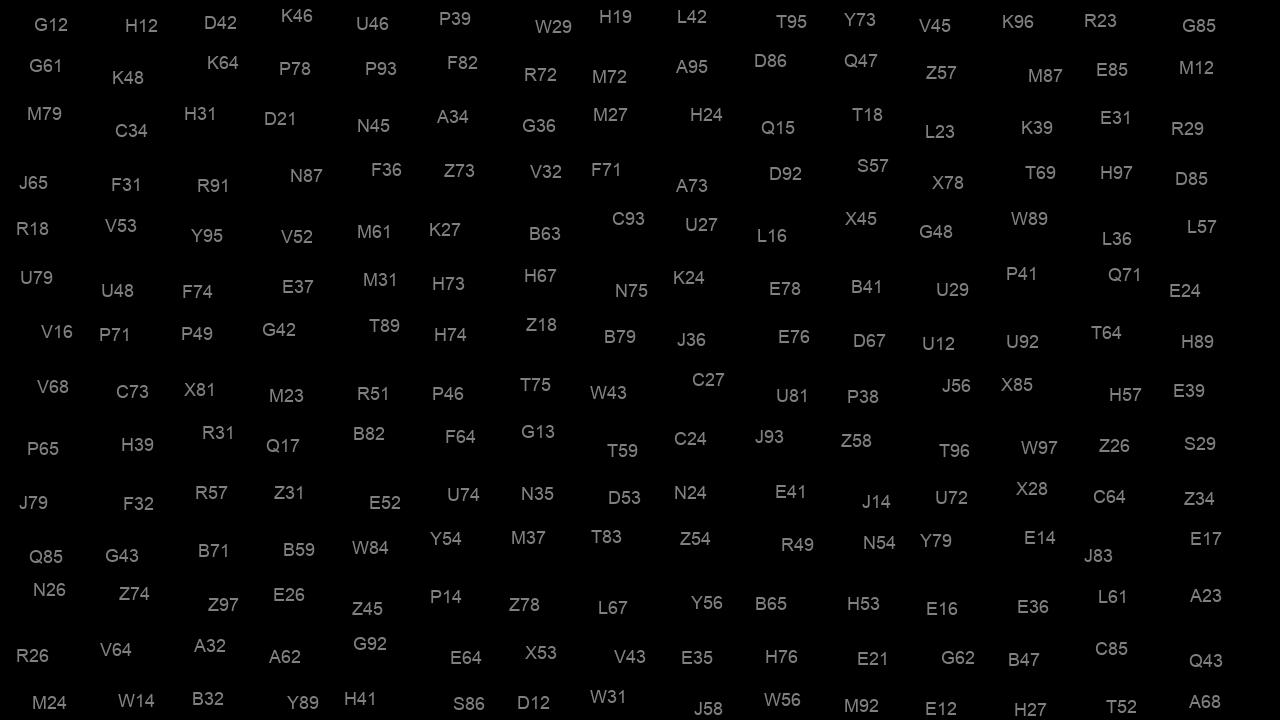 G12 H12 D42 K46 U46 P39 W29 H19 L42 T95 Y73 V45 K96 R23 G85
G61 K48 K64 P78 P93 F82 R72 M72 A95 D86 Q47 Z57 M87 E85 M12
M79 C34 H31 D21 N45 A34 G36 M27 H24 Q15 T18 L23 K39 E31 R29
J65 F31 R91 N87 F36 Z73 V32 F71 A73 D92 S57 X78 T69 H97 D85
R18 V53 Y95 V52 M61 K27 B63 C93 U27 L16 X45 G48 W89 L36 L57
U79 U48 F74 E37 M31 H73 H67 N75 K24 E78 B41 U29 P41 Q71 E24
V16 P71 P49 G42 T89 H74 Z18 B79 J36 E76 D67 U12 U92 T64 H89
V68 C73 X81 M23 R51 P46 T75 W43 C27 U81 P38 J56 X85 H57 E39
P65 H39 R31 Q17 B82 F64 G13 T59 C24 J93 Z58 T96 W97 Z26 S29
J79 F32 R57 Z31 E52 U74 N35 D53 N24 E41 J14 U72 X28 C64 Z34
Q85 G43 B71 B59 W84 Y54 M37 T83 Z54 R49 N54 Y79 E14 J83 E17
N26 Z74 Z97 E26 Z45 P14 Z78 L67 Y56 B65 H53 E16 E36 L61 A23
R26 V64 A32 A62 G92 E64 X53 V43 E35 H76 E21 G62 B47 C85 Q43
M24 W14 B32 Y89 H41 S86 D12 W31 J58 W56 M92 E12 H27 T52 A68